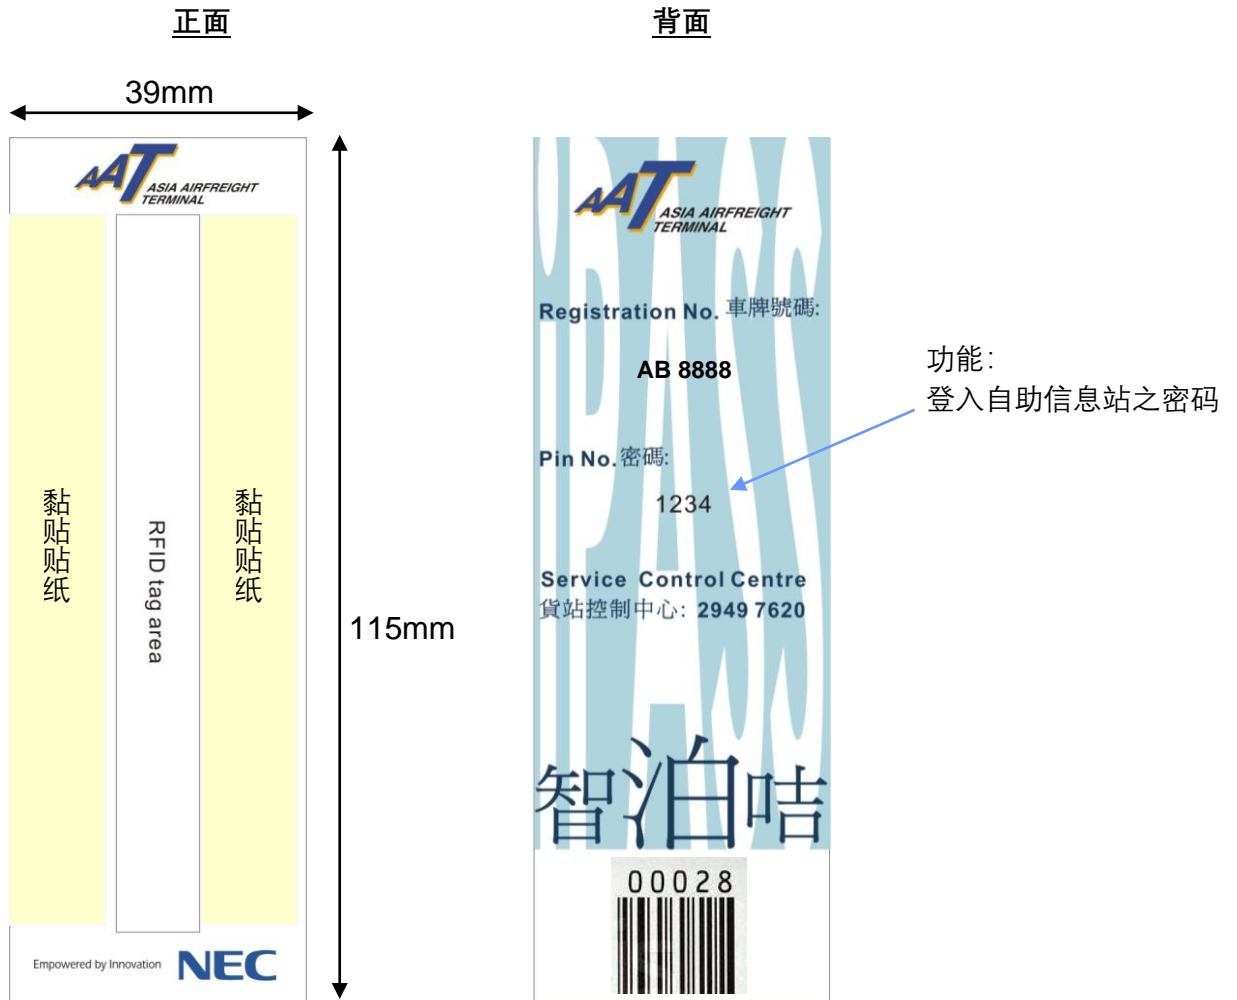 正面
39mm
AAT ASIA AIRFREIGHT
TERMINAL
黏贴贴纸
RFID tag area
黏贴贴纸
115mm
Empowered by Innovation NEC
背面
iPASS
AAT ASIA AIRFREIGHT
TERMINAL
Registration No. 車牌號碼:
AB 8888
Pin No. 密碼:
1234
Service Control Centre
貨站控制中心: 2949 7620
智泊咭
00028
功能:
登入自助信息站之密码